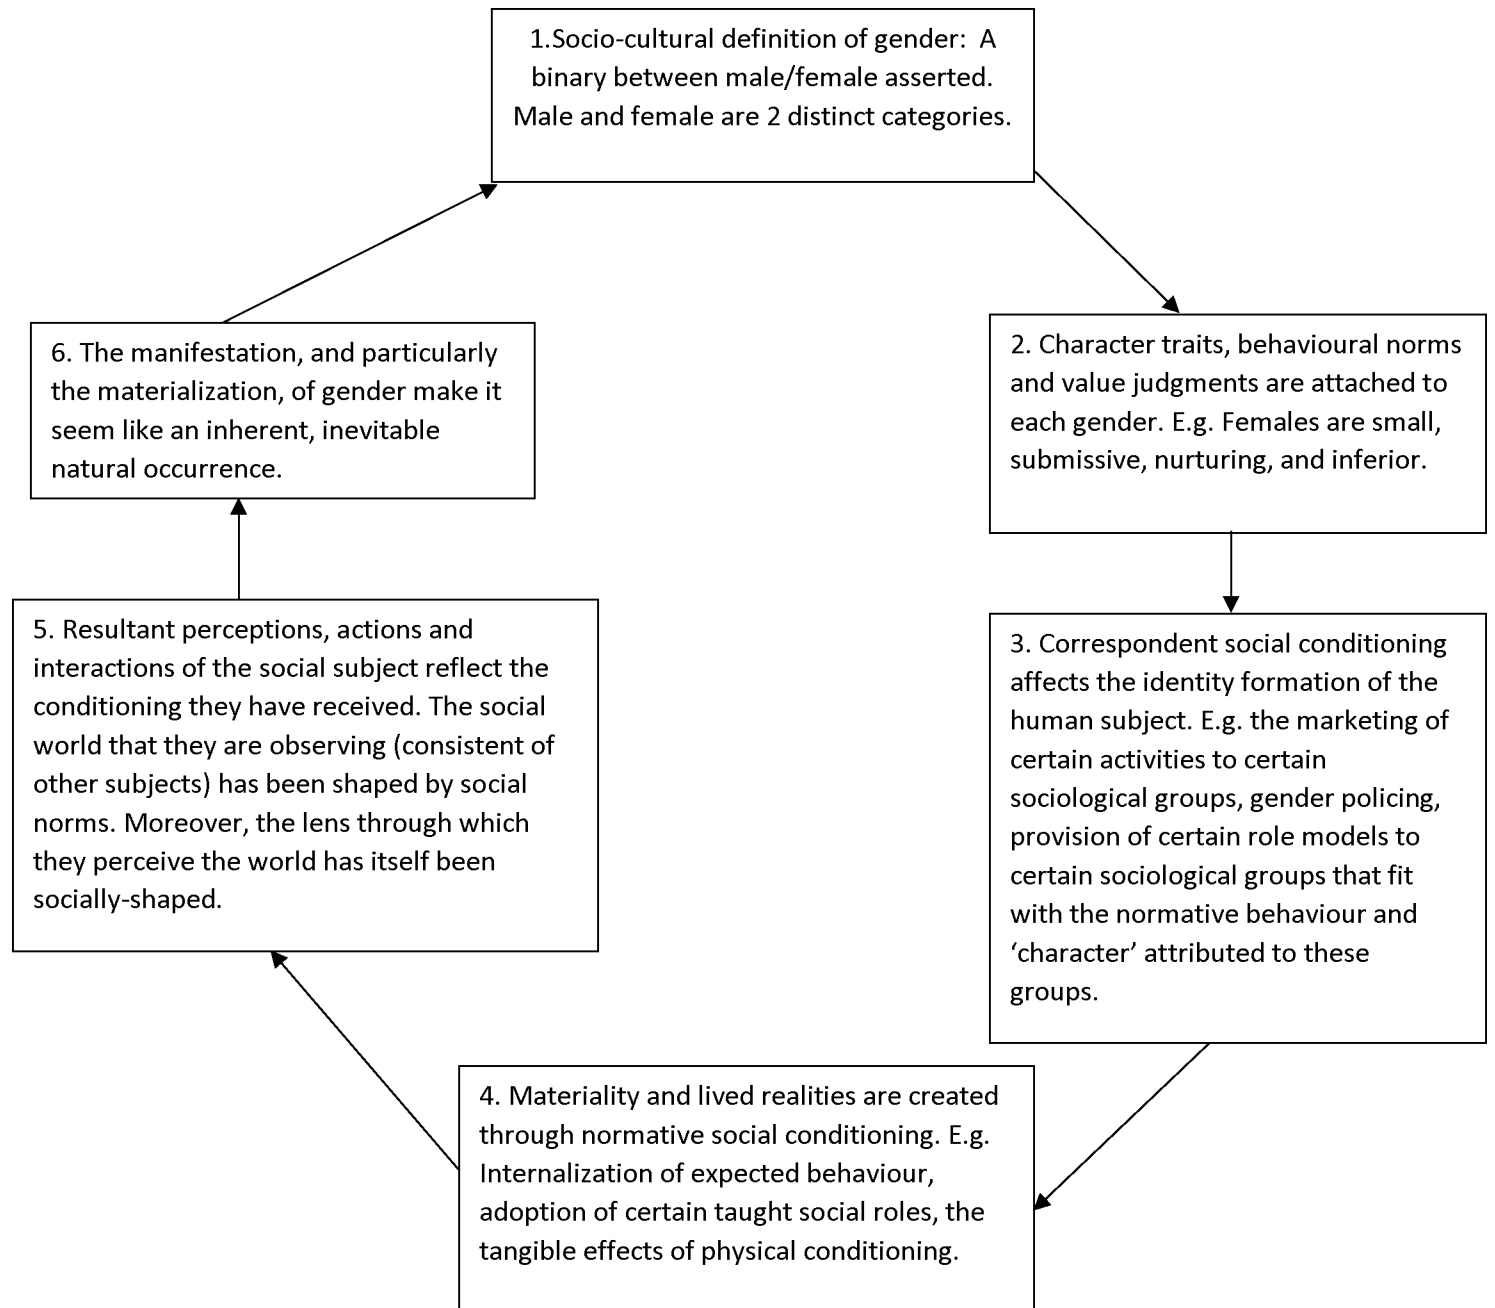 1.Socio-cultural definition of gender:  A
binary between male/female asserted.
Male and female are 2 distinct categories.
2. Character traits, behavioural norms
and value judgments are attached to
each gender. E.g. Females are small,
submissive, nurturing, and inferior.
3. Correspondent social conditioning
affects the identity formation of the
human subject. E.g. the marketing of
certain activities to certain
sociological groups, gender policing,
provision of certain role models to
certain sociological groups that fit
with the normative behaviour and
‘character’ attributed to these
groups.
4. Materiality and lived realities are created
through normative social conditioning. E.g.
Internalization of expected behaviour,
adoption of certain taught social roles, the
tangible effects of physical conditioning.
5. Resultant perceptions, actions and
interactions of the social subject reflect the
conditioning they have received. The social
world that they are observing (consistent of
other subjects) has been shaped by social
norms. Moreover, the lens through which
they perceive the world has itself been
socially-shaped.
6. The manifestation, and particularly
the materialization, of gender make it
seem like an inherent, inevitable
natural occurrence.